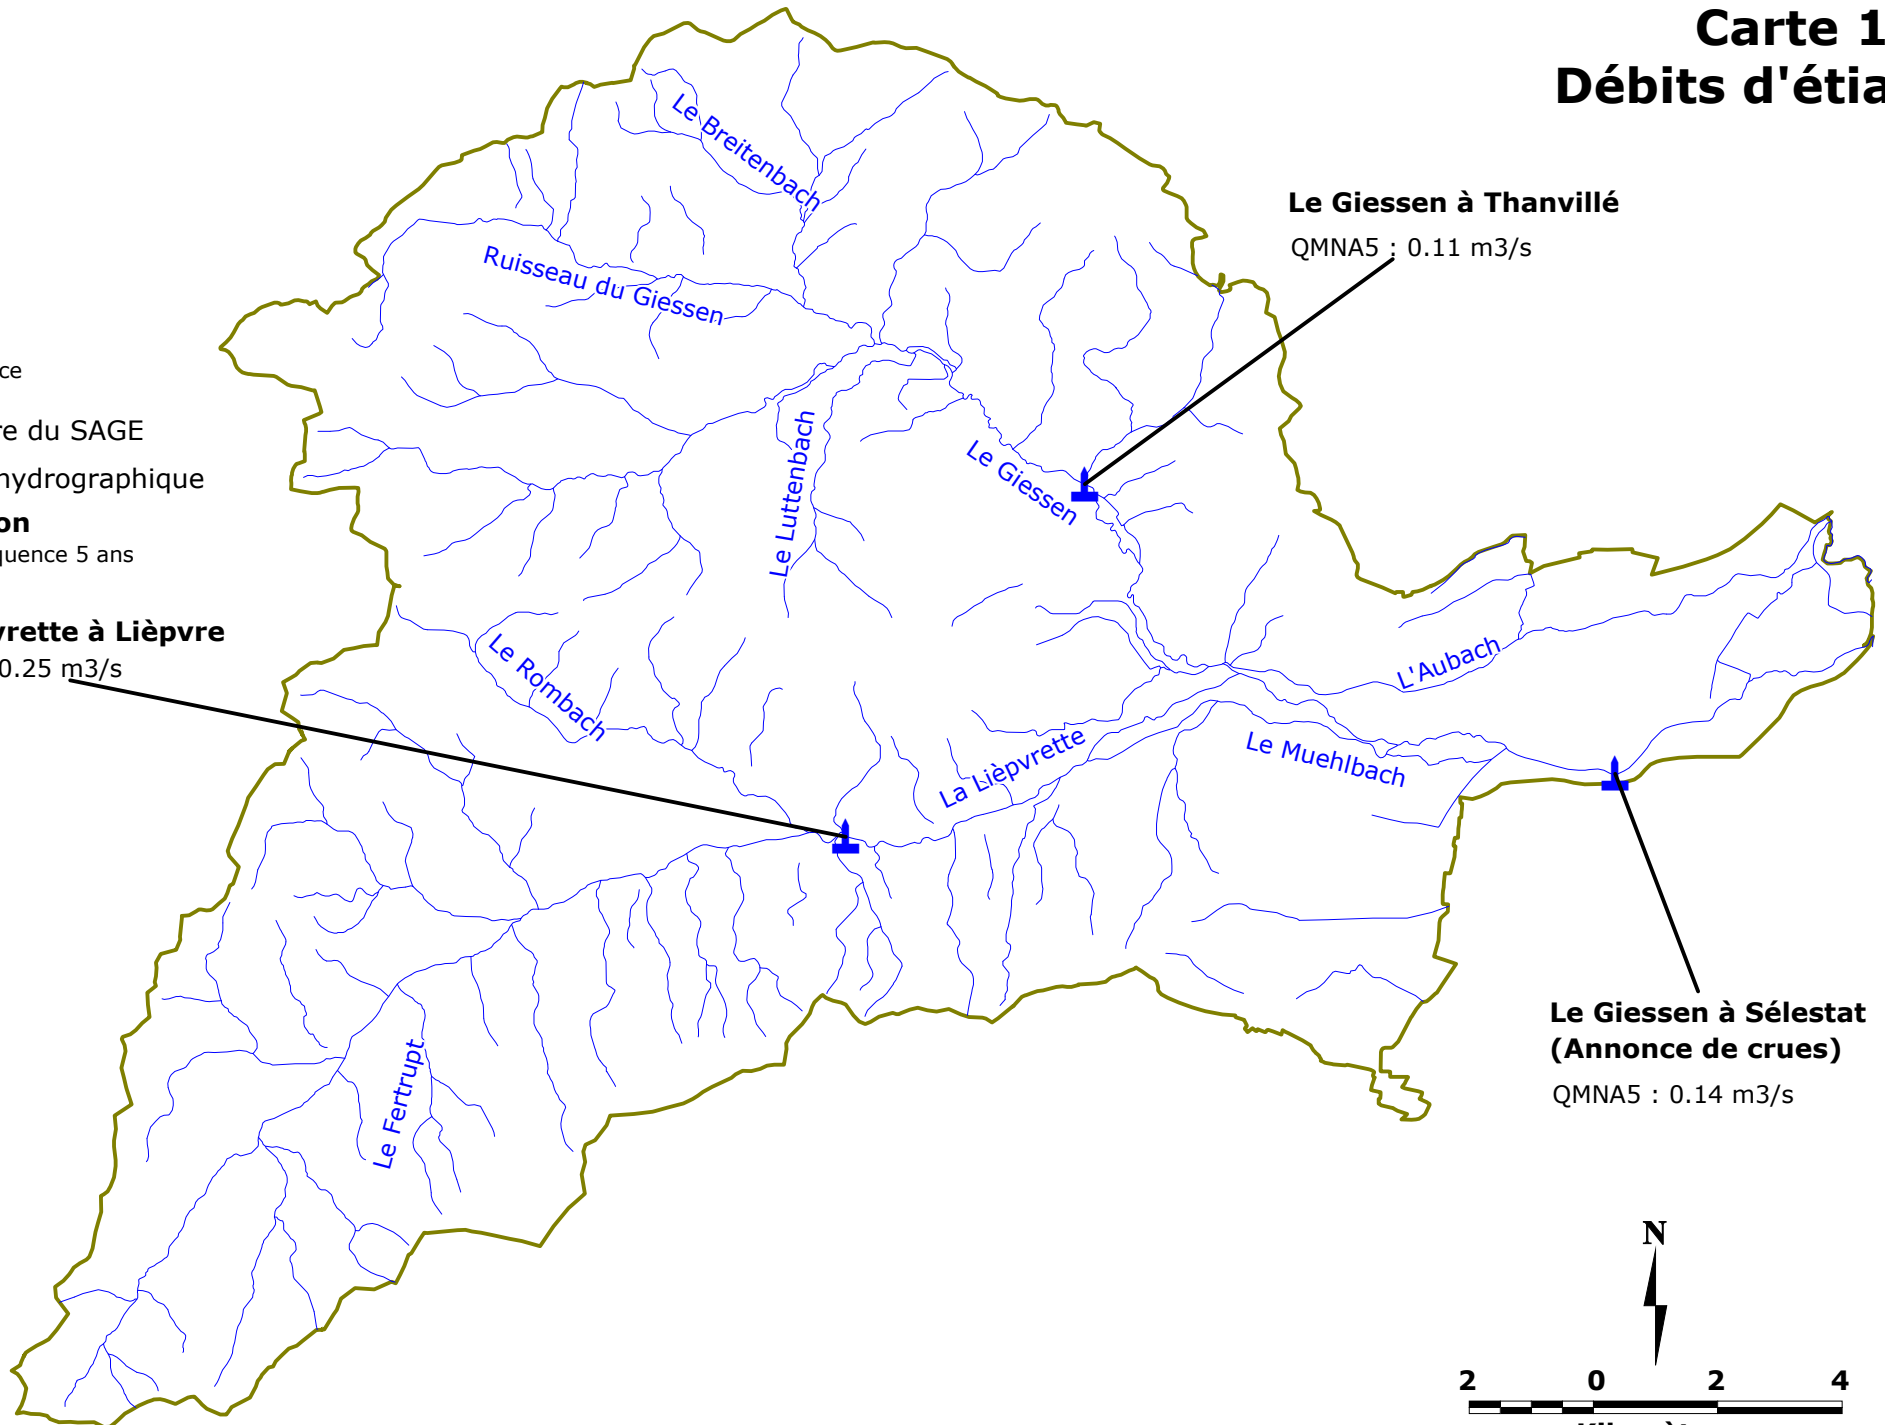 Carte 1
Débits d'étia
Le Giessen à Thanvillé
QMNA5 : 0.11 m3/s
Le Breitenbach
Ruisseau du Giessen
ce
re du SAGE
hydrographique
on
quence 5 ans
Le Luttenbach
Le Giessen
vrette à Lièpvre
0.25 m3/s
Le Rombach
L'Aubach
La Lièpvrette
Le Muehlbach
Le Giessen à Sélestat
(Annonce de crues)
QMNA5 : 0.14 m3/s
Le Fertrupt
N
2 0 2 4